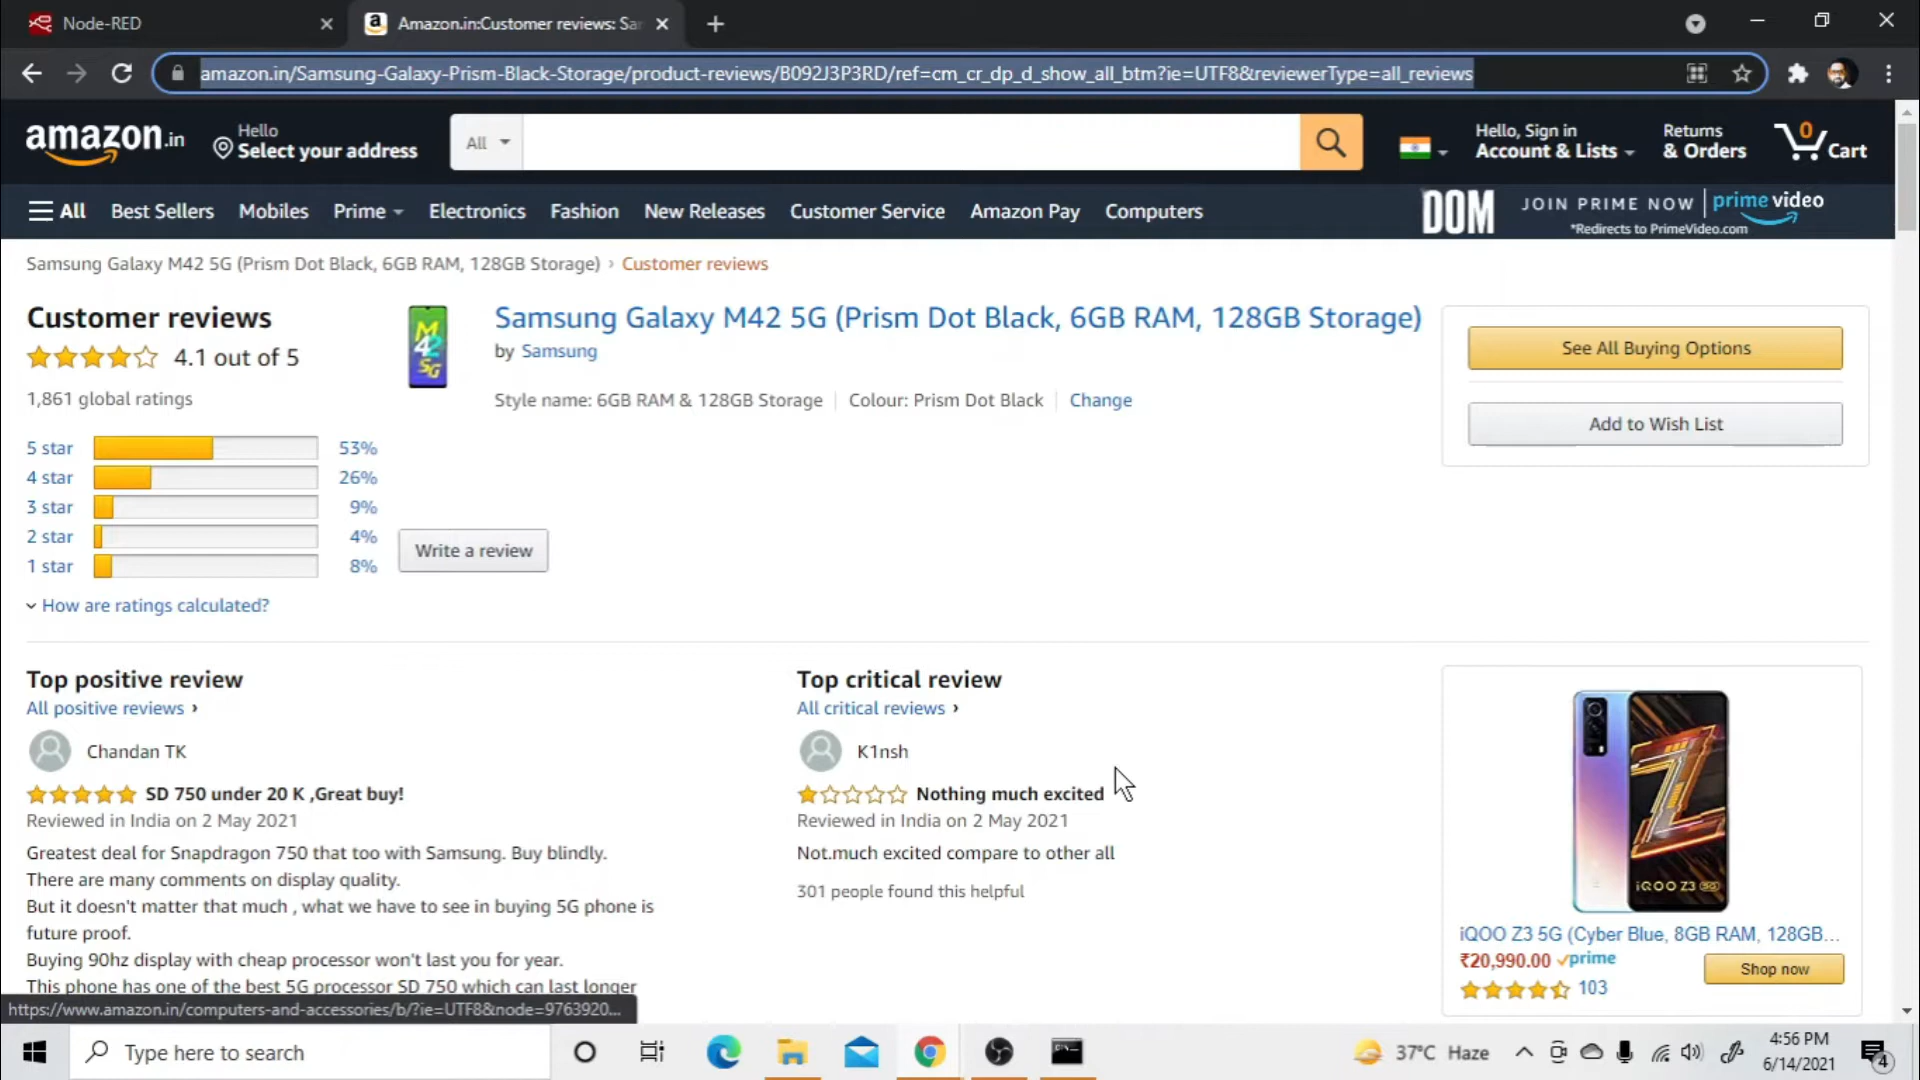 Node-RED
Amazon.in:Customer reviews: Sa
amazon.in/Samsung-Galaxy-Prism-Black-Storage/product-reviews/B092J3P3RD/ref=cm_cr_dp_d_show_all_btm?ie=UTF8&reviewerType=all_reviews
amazon.in
Hello
Select your address
All
Hello, Sign in
Account & Lists
Returns
& Orders
0
Cart
All
Best Sellers
Mobiles
Prime
Electronics
Fashion
New Releases
Customer Service
Amazon Pay
Computers
DOM
JOIN PRIME NOW
prime video
*Redirects to PrimeVideo.com
Samsung Galaxy M42 5G (Prism Dot Black, 6GB RAM, 128GB Storage) › Customer reviews
Customer reviews
4.1 out of 5
1,861 global ratings
5 star 53%
4 star 26%
3 star 9%
2 star 4%
1 star 8%
How are ratings calculated?
M
42
5G
Samsung Galaxy M42 5G (Prism Dot Black, 6GB RAM, 128GB Storage)
by Samsung
Style name: 6GB RAM & 128GB Storage
Colour: Prism Dot Black
Change
Write a review
See All Buying Options
Add to Wish List
Top positive review
All positive reviews ›
Chandan TK
SD 750 under 20 K ,Great buy!
Reviewed in India on 2 May 2021
Greatest deal for Snapdragon 750 that too with Samsung. Buy blindly.
There are many comments on display quality.
But it doesn't matter that much , what we have to see in buying 5G phone is
future proof.
Buying 90hz display with cheap processor won't last you for year.
This phone has one of the best 5G processor SD 750 which can last longer
Top critical review
All critical reviews ›
K1nsh
Nothing much excited
Reviewed in India on 2 May 2021
Not.much excited compare to other all
301 people found this helpful
iQOO Z3 5G
iQOO Z3 5G (Cyber Blue, 8GB RAM, 128GB...
₹20,990.00 prime
103
Shop now
https://www.amazon.in/computers-and-accessories/b/?ie=UTF8&node=9763920...
Type here to search
37°C Haze
4:56 PM
6/14/2021
4